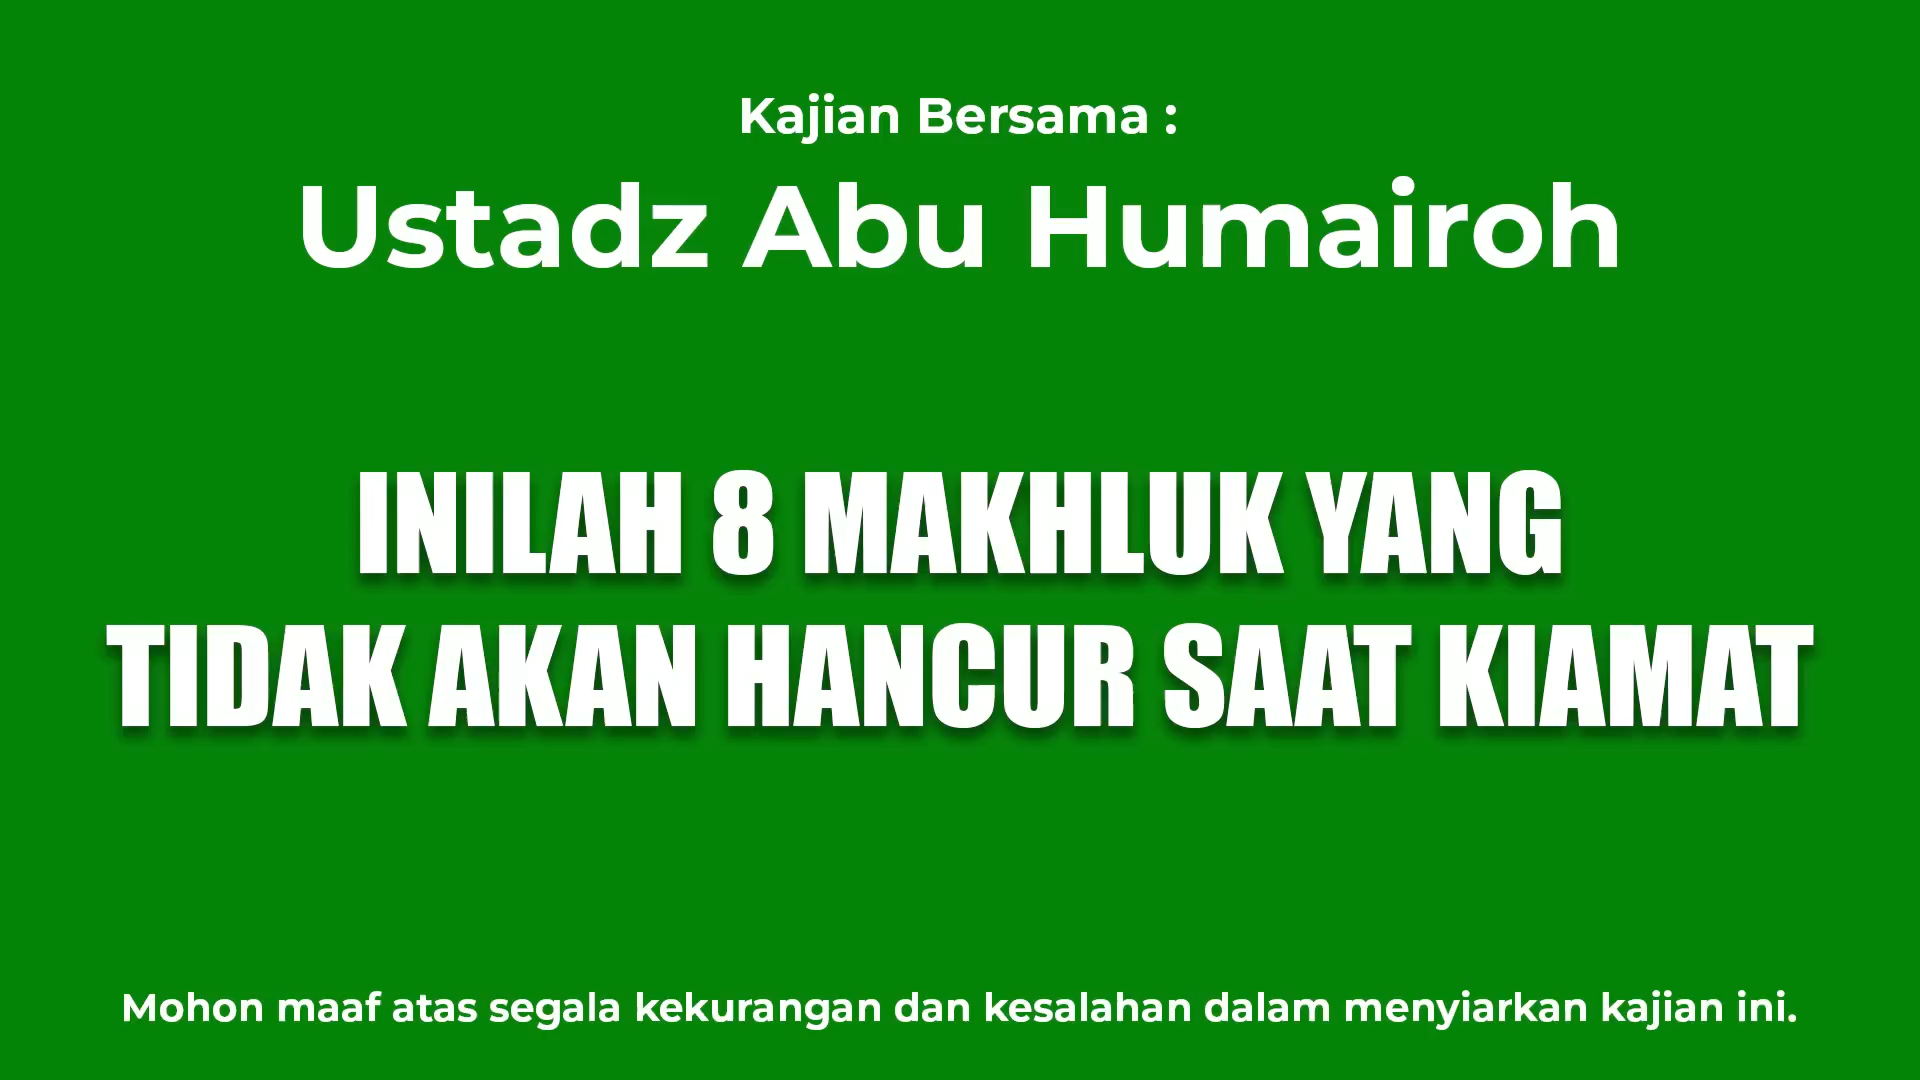 Kajian Bersama :
Ustadz Abu Humairoh
INILAH 8 MAKHLUK YANG
TIDAK AKAN HANCUR SAAT KIAMAT
Mohon maaf atas segala kekurangan dan kesalahan dalam menyiarkan kajian ini.